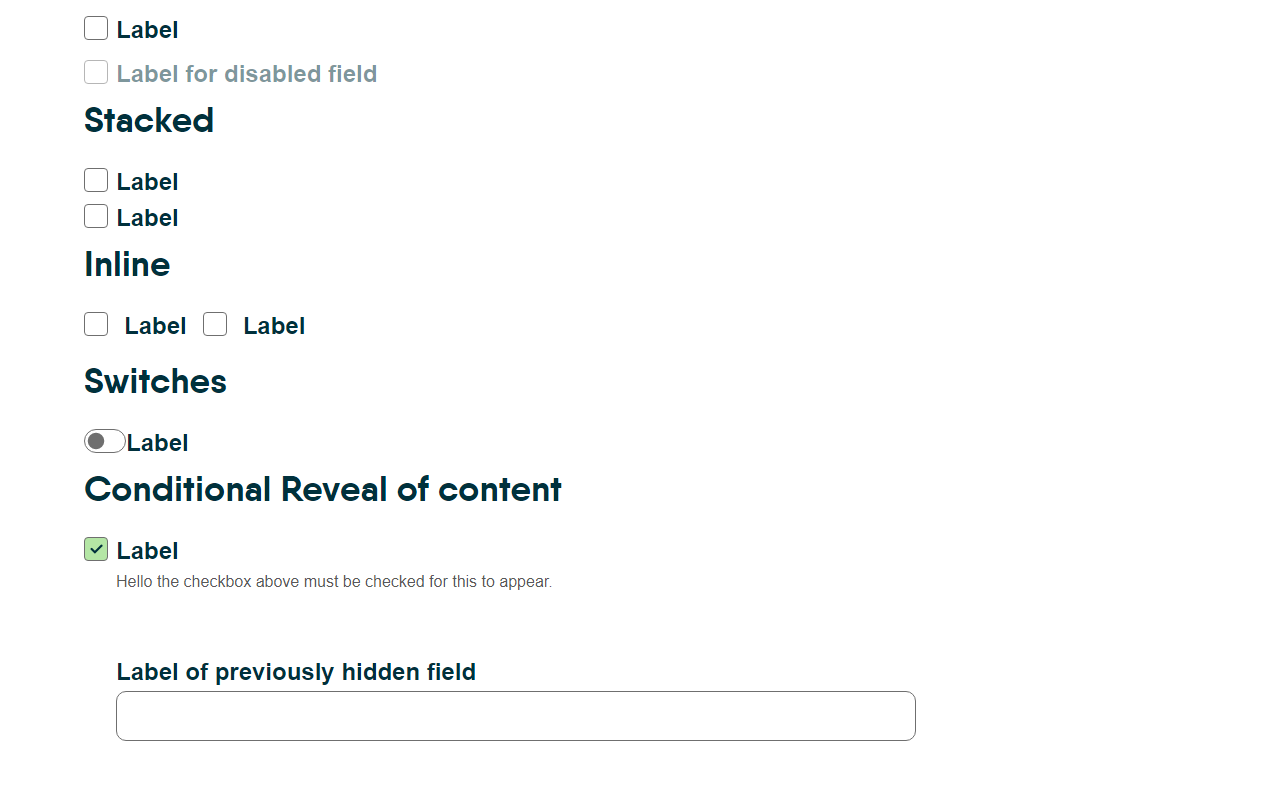 Label
Label for disabled field
Stacked
Label
Label
Inline
Label Label
Switches
Label
Conditional Reveal of content
Label
Hello the checkbox above must be checked for this to appear.
Label of previously hidden field